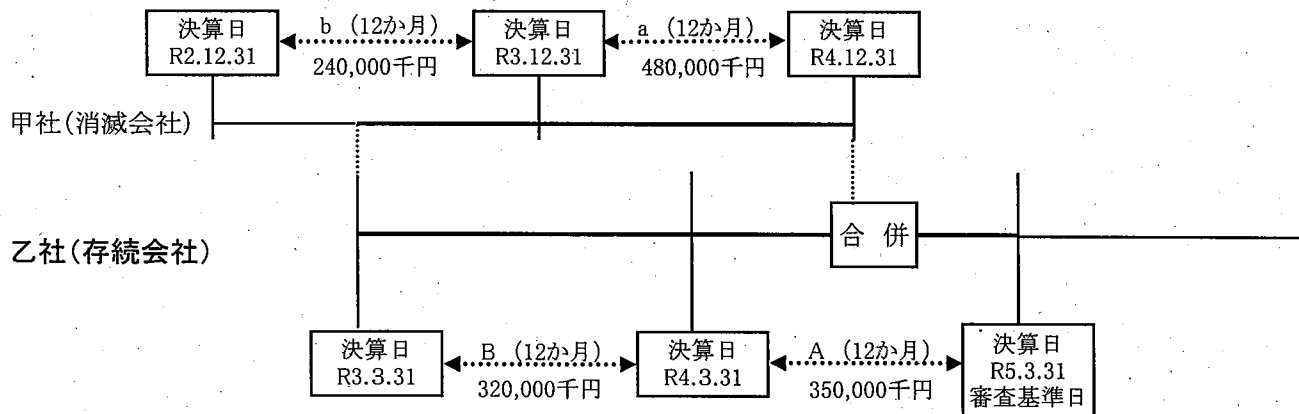 決算日
R2.12.31
b (12か月)
240,000千円
決算日
R3.12.31
a (12か月)
480,000千円
決算日
R4.12.31
甲社(消滅会社)
乙社(存続会社)
合 併
決算日
R3.3.31
B (12か月)
320,000千円
決算日
R4.3.31
A (12か月)
350,000千円
決算日
R5.3.31
審査基準日